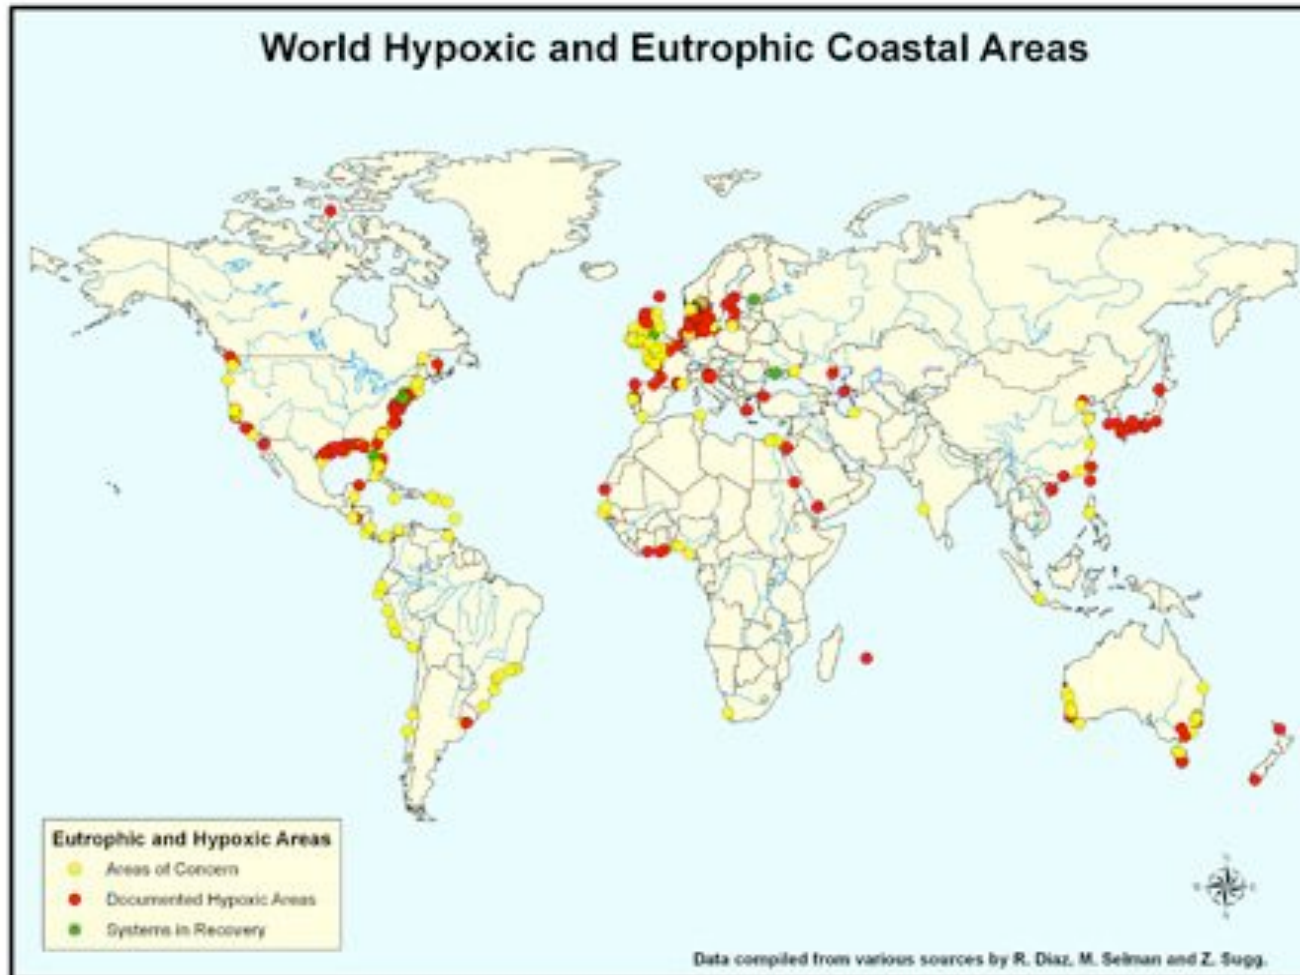 World Hypoxic and Eutrophic Coastal Areas
Eutrophic and Hypoxic Areas
Areas of Concern
Documented Hypoxic Areas
Systems in Recovery
Data compiled from various sources by R. Diaz, M. Selman and Z. Sugg.